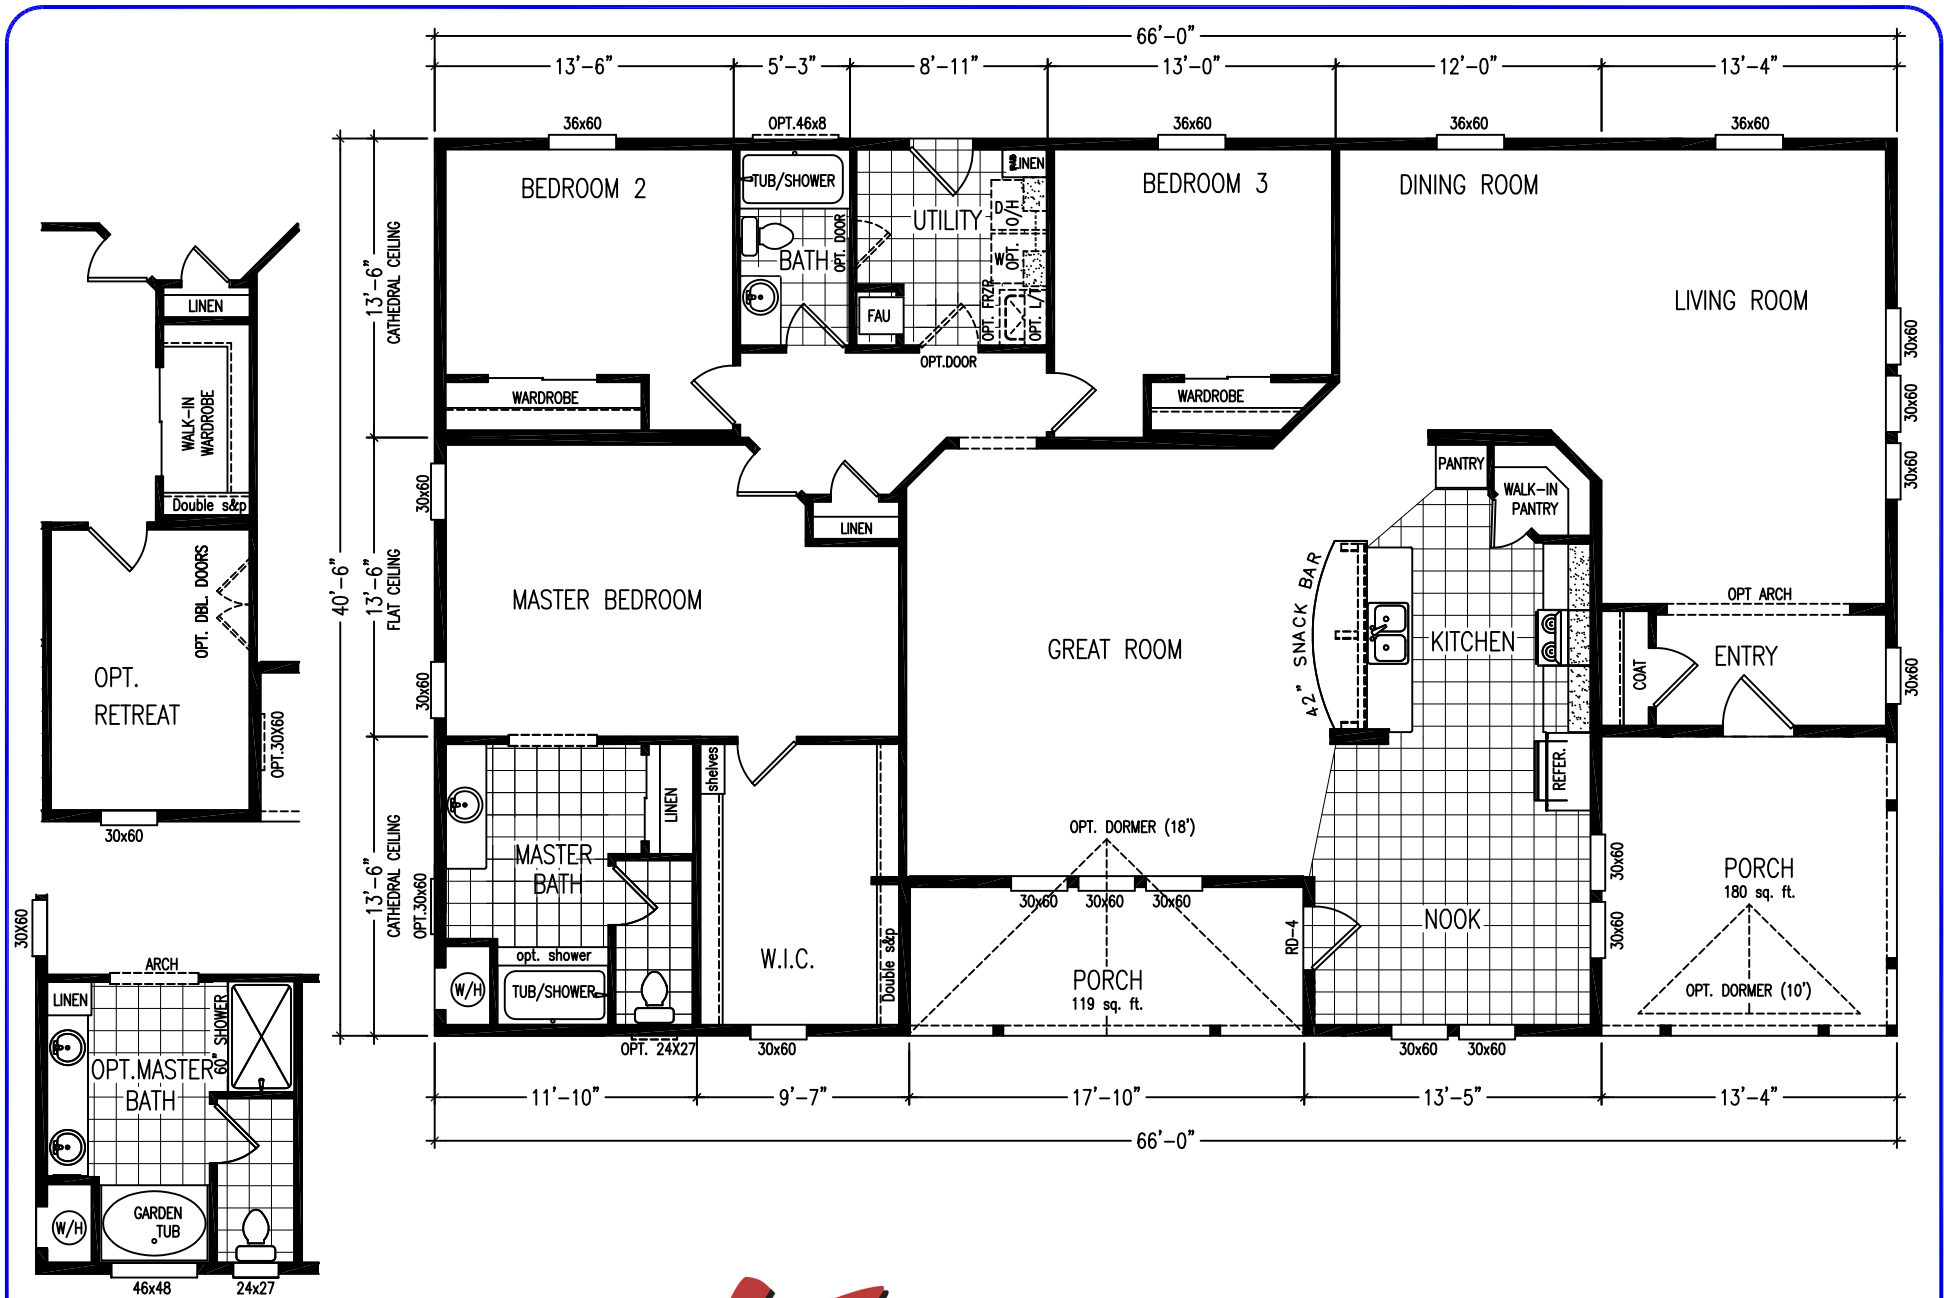 66'-0"
13'-6" 5'-3" 8'-11" 13'-0" 12'-0" 13'-4"
36x60 OPT.46x8 36x60 36x60 36x60
BEDROOM 2
TUB/SHOWER
BATH
OPT. DOOR
UTILITY
LINEN
D
O/H
W
OPT.
FAU
OPT. FRZR
OPT. L/T
OPT.DOOR
BEDROOM 3
DINING ROOM
LIVING ROOM
30x60
30x60
30x60
WARDROBE
WARDROBE
13'-6"
CATHEDRAL CEILING
40'-6"
13'-6"
FLAT CEILING
13'-6"
CATHEDRAL CEILING
30x60
30x60
OPT.30x60
LINEN
MASTER BEDROOM
GREAT ROOM
42" SNACK BAR
PANTRY
WALK-IN
PANTRY
KITCHEN
REFER.
OPT ARCH
COAT
ENTRY
30x60
MASTER
BATH
LINEN
shelves
W.I.C.
Double s&p
opt. shower
TUB/SHOWER
W/H
OPT. 24X27
30x60
OPT. DORMER (18')
30x60 30x60 30x60
PORCH
119 sq. ft.
RD-4
NOOK
30x60
30x60
30x60 30x60
PORCH
180 sq. ft.
OPT. DORMER (10')
11'-10" 9'-7" 17'-10" 13'-5" 13'-4"
66'-0"
LINEN
WALK-IN
WARDROBE
Double s&p
OPT. DBL. DOORS
OPT.
RETREAT
OPT.30X60
30x60
30X60
ARCH
LINEN
60" SHOWER
OPT.MASTER
BATH
W/H
GARDEN
TUB
46x48 24x27